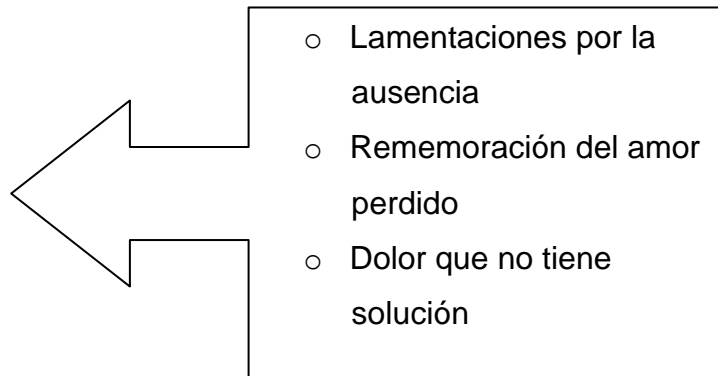 o Lamentaciones por la
ausencia
o Rememoración del amor
perdido
o Dolor que no tiene
solución